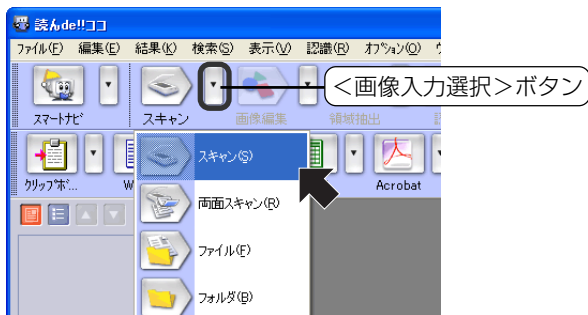 読んde!!ココ
ファイル(F) 編集(E) 結果(K) 検索(S) 表示(V) 認識(R) オプション(O)
<画像入力選択>ボタン
スマートナビ スキャン 画像編集 領域抽出
スキャン(S)
クリップボ... W Acrobat
両面スキャン(R)
ファイル(F)
フォルダ(B)